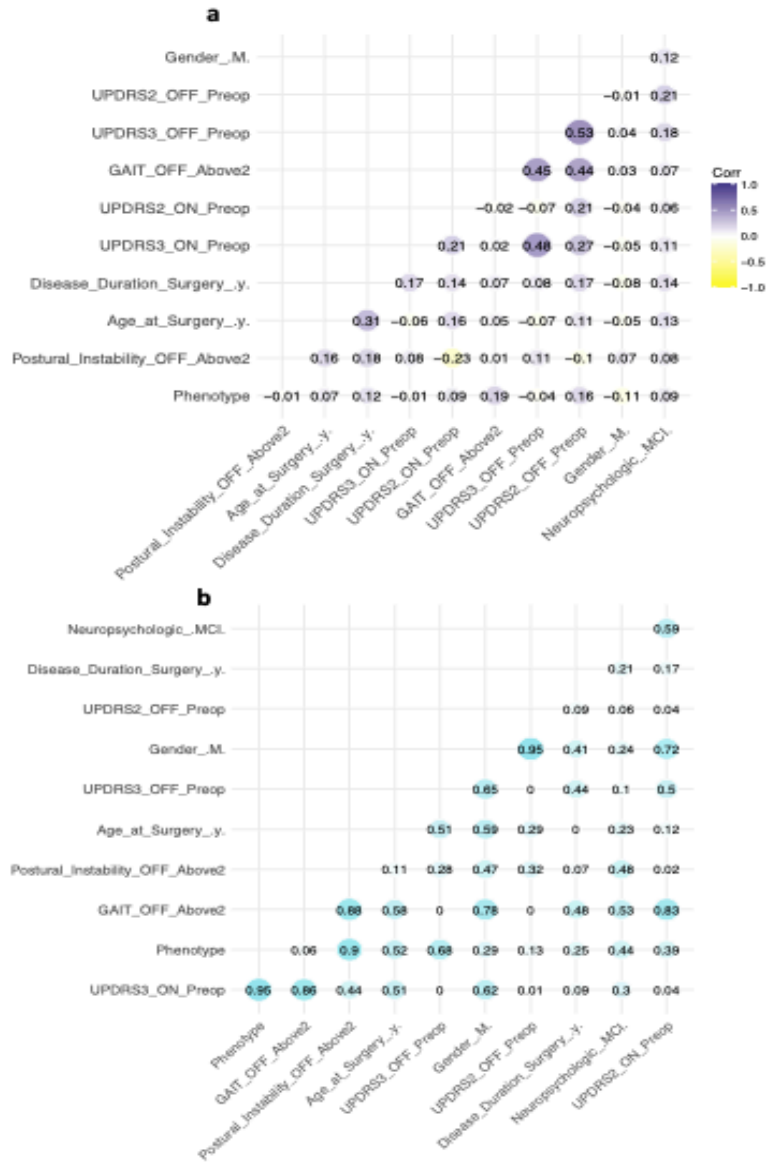 a
Gender_.M. 0.12
UPDRS2_OFF_Preop −0.01 0.21
UPDRS3_OFF_Preop 0.53 0.04 0.18
GAIT_OFF_Above2 0.45 0.44 0.03 0.07
UPDRS2_ON_Preop −0.02 −0.07 0.21 −0.04 0.06
UPDRS3_ON_Preop 0.21 0.02 0.48 0.27 −0.05 0.11
Disease_Duration_Surgery_.y. 0.17 0.14 0.07 0.08 0.17 −0.08 0.14
Age_at_Surgery_.y. 0.31 −0.06 0.16 0.05 −0.07 0.11 −0.05 0.13
Postural_Instability_OFF_Above2 0.16 0.18 0.08 −0.23 0.01 0.11 −0.1 0.07 0.08
Phenotype −0.01 0.07 0.12 −0.01 0.09 0.19 −0.04 0.16 −0.11 0.09
Postural_Instability_OFF_Above2
Age_at_Surgery_.y.
Disease_Duration_Surgery_.y.
UPDRS3_ON_Preop
UPDRS2_ON_Preop
GAIT_OFF_Above2
UPDRS3_OFF_Preop
UPDRS2_OFF_Preop
Gender_.M.
Neuropsychologic_.MCI.
Corr
1.0
0.5
0.0
−0.5
−1.0
b
Neuropsychologic_.MCI. 0.59
Disease_Duration_Surgery_.y. 0.21 0.17
UPDRS2_OFF_Preop 0.09 0.06 0.04
Gender_.M. 0.95 0.41 0.24 0.72
UPDRS3_OFF_Preop 0.65 0 0.44 0.1 0.5
Age_at_Surgery_.y. 0.51 0.59 0.29 0 0.23 0.12
Postural_Instability_OFF_Above2 0.11 0.28 0.47 0.32 0.07 0.48 0.02
GAIT_OFF_Above2 0.88 0.58 0 0.78 0 0.48 0.53 0.83
Phenotype 0.06 0.9 0.52 0.68 0.29 0.13 0.25 0.44 0.39
UPDRS3_ON_Preop 0.95 0.86 0.44 0.51 0 0.62 0.01 0.09 0.3 0.04
Phenotype
GAIT_OFF_Above2
Postural_Instability_OFF_Above2
Age_at_Surgery_.y.
UPDRS3_OFF_Preop
Gender_.M.
UPDRS2_OFF_Preop
Disease_Duration_Surgery_.y.
Neuropsychologic_.MCI.
UPDRS2_ON_Preop